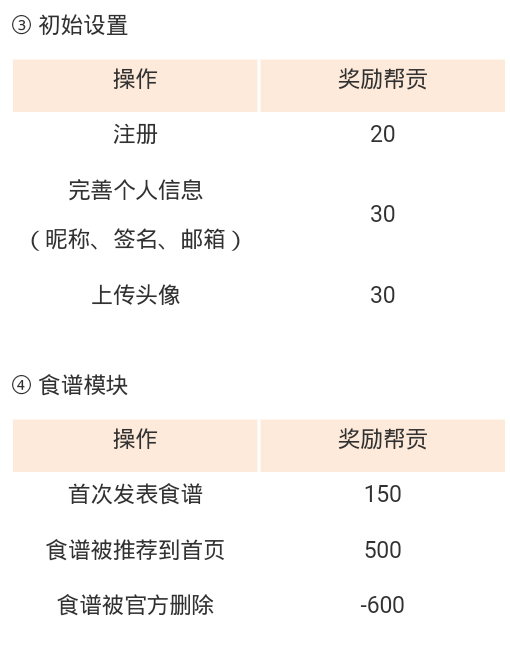 ③ 初始设置
操作 奖励帮贡
注册 20
完善个人信息
（昵称、签名、邮箱） 30
上传头像 30
④ 食谱模块
操作 奖励帮贡
首次发表食谱 150
食谱被推荐到首页 500
食谱被官方删除 -600